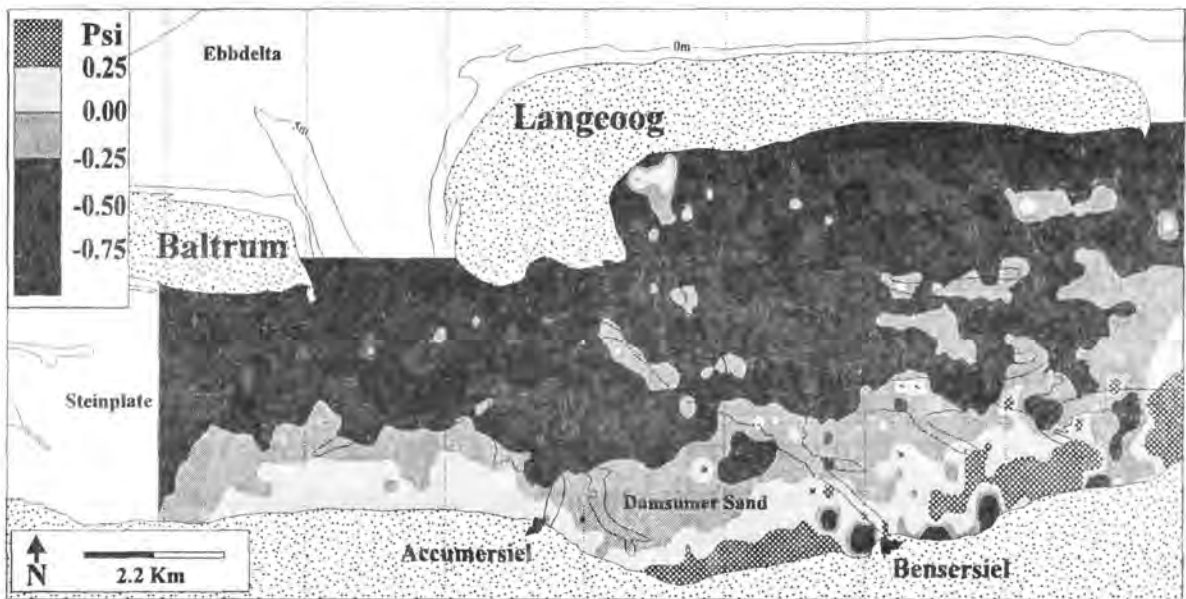 Psi
0.25
0.00
-0.25
-0.50
-0.75
Ebbdelta
0m
Langeoog
Baltrum
Steinplate
Damsumer Sand
Accumersiel
Bensersiel
N
2.2 Km